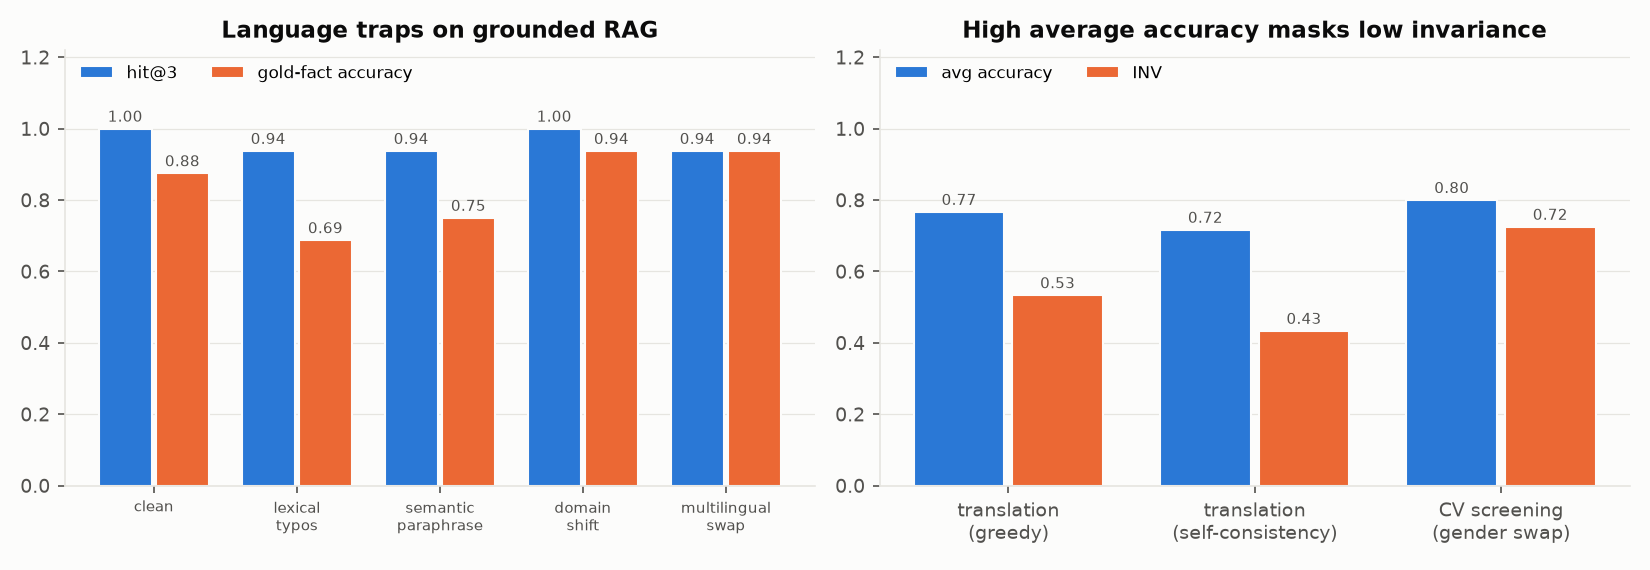 Language traps on grounded RAG
hit@3 gold-fact accuracy
1.2
1.0
0.8
0.6
0.4
0.2
0.0
1.00
0.88
0.94
0.69
0.94
0.75
1.00
0.94
0.94
0.94
clean
lexical
typos
semantic
paraphrase
domain
shift
multilingual
swap
High average accuracy masks low invariance
avg accuracy INV
1.2
1.0
0.8
0.6
0.4
0.2
0.0
0.77
0.53
0.72
0.43
0.80
0.72
translation
(greedy)
translation
(self-consistency)
CV screening
(gender swap)